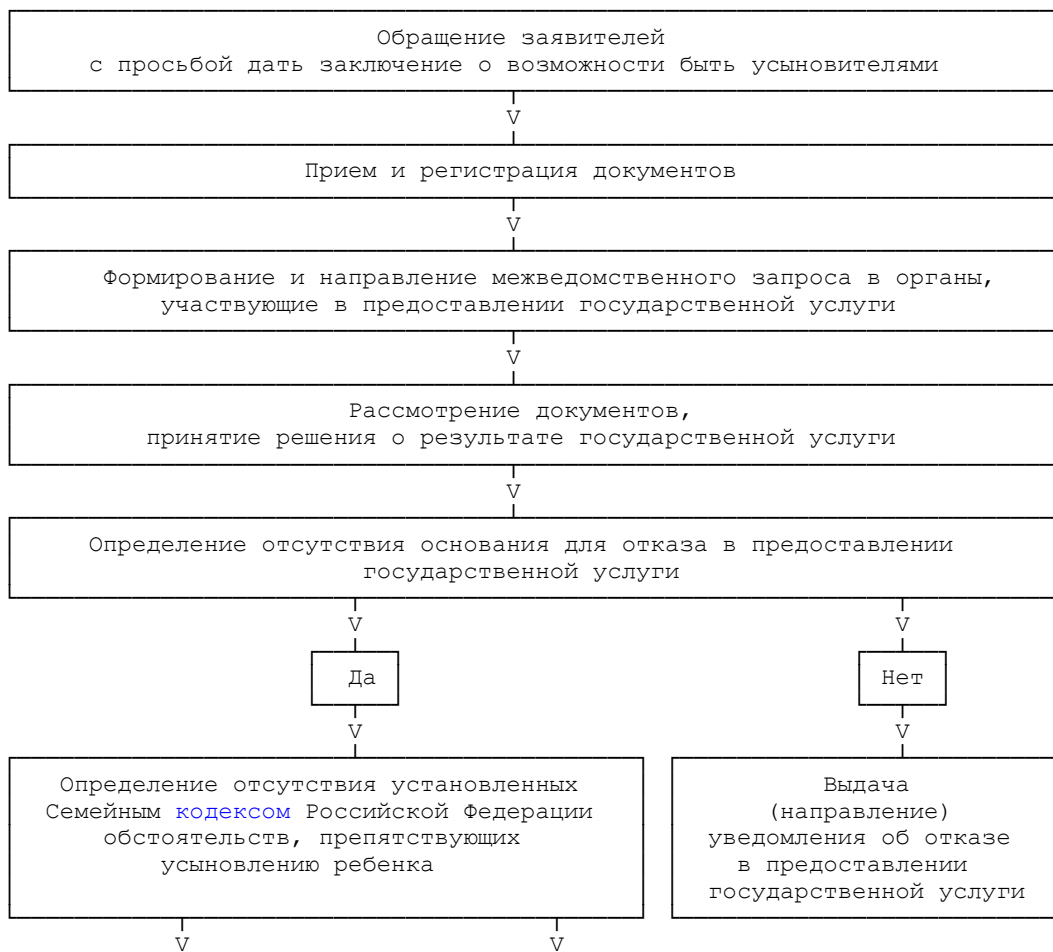 Обращение заявителей
с просьбой дать заключение о возможности быть усыновителями
V
Прием и регистрация документов
V
Формирование и направление межведомственного запроса в органы,
участвующие в предоставлении государственной услуги
V
Рассмотрение документов,
принятие решения о результате государственной услуги
V
Определение отсутствия основания для отказа в предоставлении
государственной услуги
V V
Да Нет
V V
Определение отсутствия установленных
Семейным кодексом Российской Федерации
обстоятельств, препятствующих
усыновлению ребенка
Выдача
(направление)
уведомления об отказе
в предоставлении
государственной услуги
V V